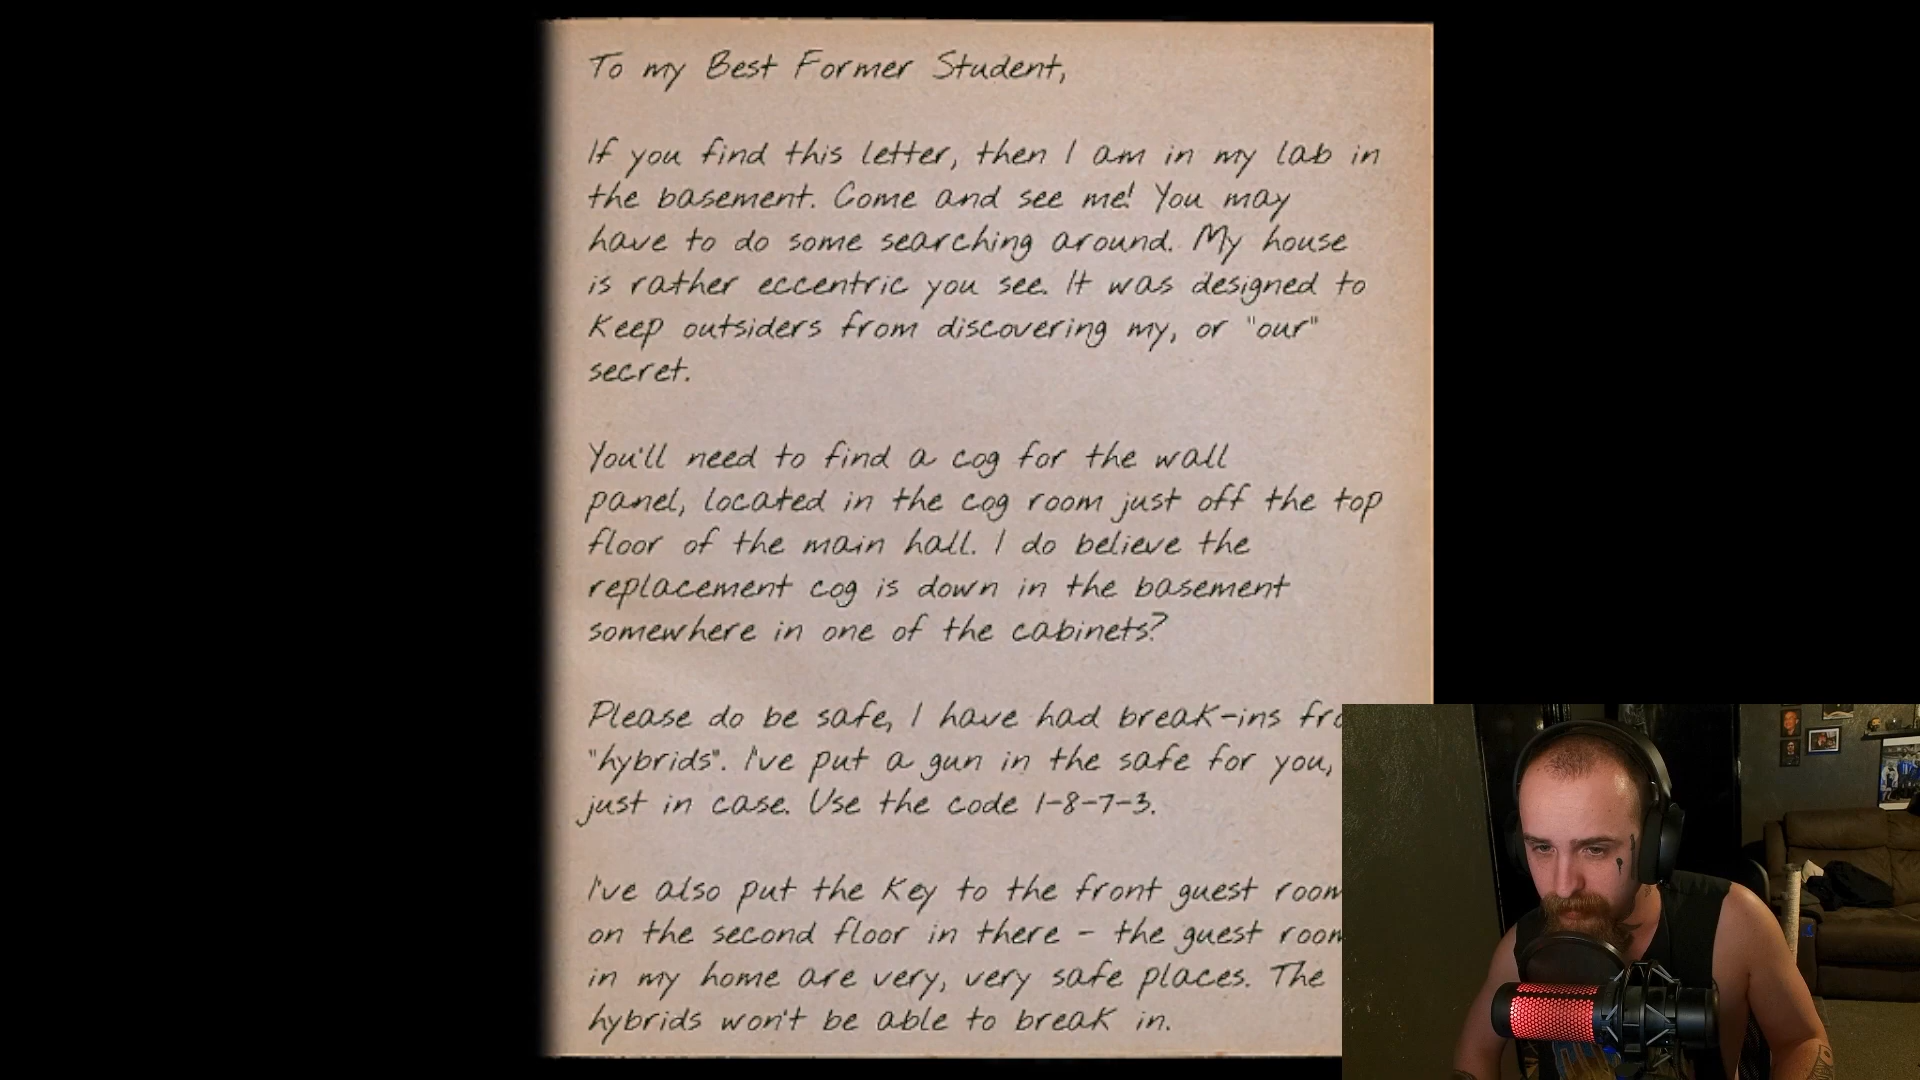 To my Best Former Student,
If you find this letter, then I am in my lab in
the basement. Come and see me! You may
have to do some searching around. My house
is rather eccentric you see. It was designed to
keep outsiders from discovering my, or "our"
secret.
You'll need to find a cog for the wall
panel, located in the cog room just off the top
floor of the main hall. I do believe the
replacement cog is down in the basement
somewhere in one of the cabinets?
Please do be safe, I have had break-ins
"hybrids". I've put a gun in the safe for you,
just in case. Use the code 1-8-7-3.
I've also put the key to the front guest room
on the second floor in there - the guest
in my home are very, very safe places. The
hybrids won't be able to break in.